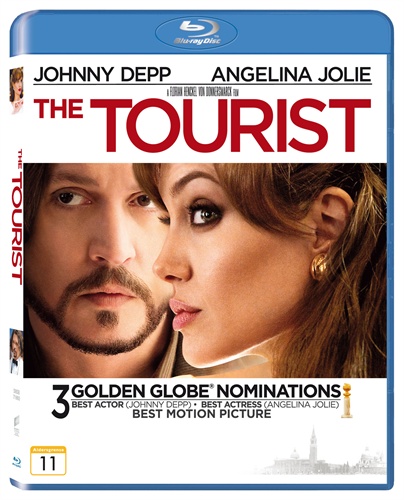 Blu-ray Disc
JOHNNY DEPP ANGELINA JOLIE
A FLORIAN HENCKEL VON DONNERSMARCK FILM
THE TOURIST
THE TOURIST
3 GOLDEN GLOBE® NOMINATIONS
BEST ACTOR (JOHNNY DEPP) • BEST ACTRESS (ANGELINA JOLIE)
BEST MOTION PICTURE
Aldersgrense
11